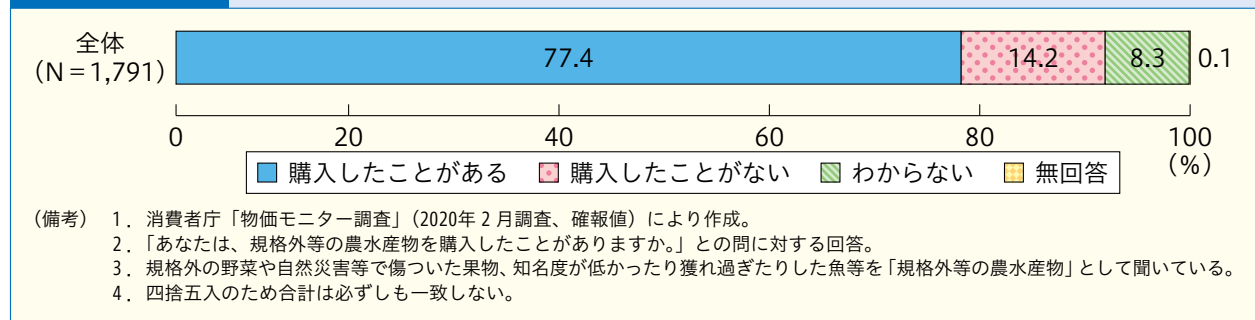 全体
(N=1,791)
77.4
14.2
8.3
0.1
0 20 40 60 80 100
(%)
購入したことがある 購入したことがない わからない 無回答
(備考) 1．消費者庁「物価モニター調査」(2020年2月調査、確報値)により作成。
2．「あなたは、規格外等の農水産物を購入したことがありますか。」との問に対する回答。
3．規格外の野菜や自然災害等で傷ついた果物、知名度が低かったり獲れ過ぎたりした魚等を「規格外等の農水産物」として聞いている。
4．四捨五入のため合計は必ずしも一致しない。